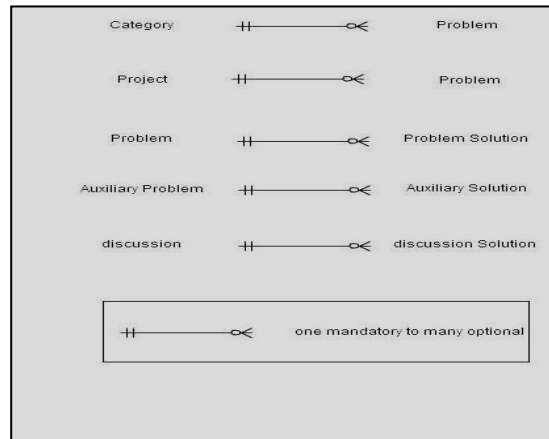 Category Problem
Project Problem
Problem Problem Solution
Auxiliary Problem Auxiliary Solution
discussion discussion Solution
one mandatory to many optional